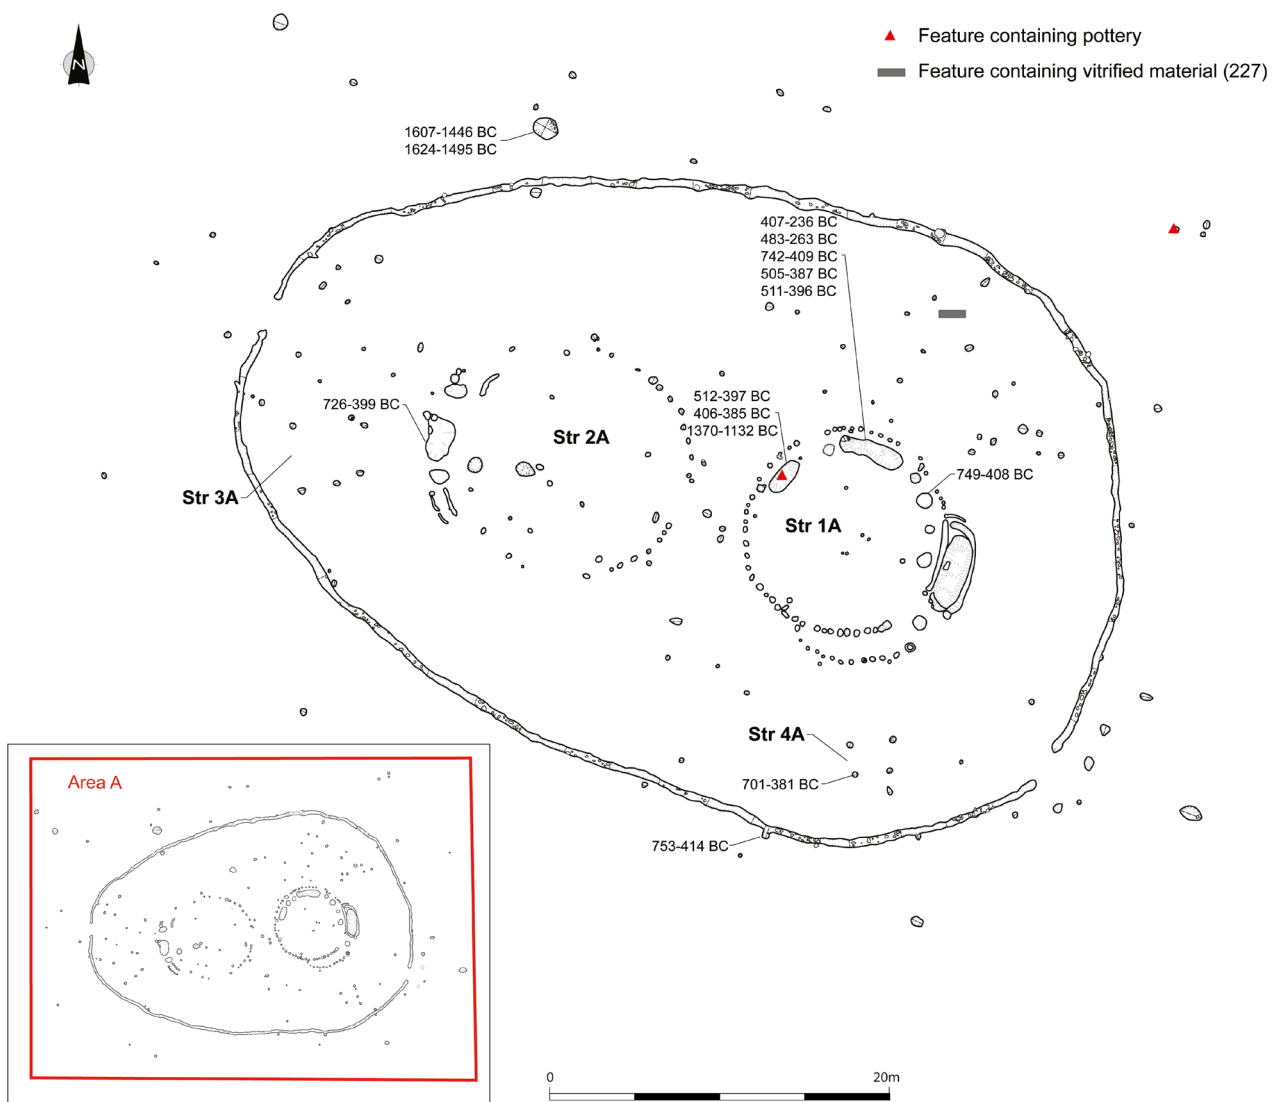 N
Feature containing pottery
Feature containing vitrified material (227)
1607-1446 BC
1624-1495 BC
407-236 BC
483-263 BC
742-409 BC
505-387 BC
511-396 BC
512-397 BC
406-385 BC
1370-1132 BC
726-399 BC
Str 2A
749-408 BC
Str 3A
Str 1A
Str 4A
701-381 BC
753-414 BC
Area A
0
20m